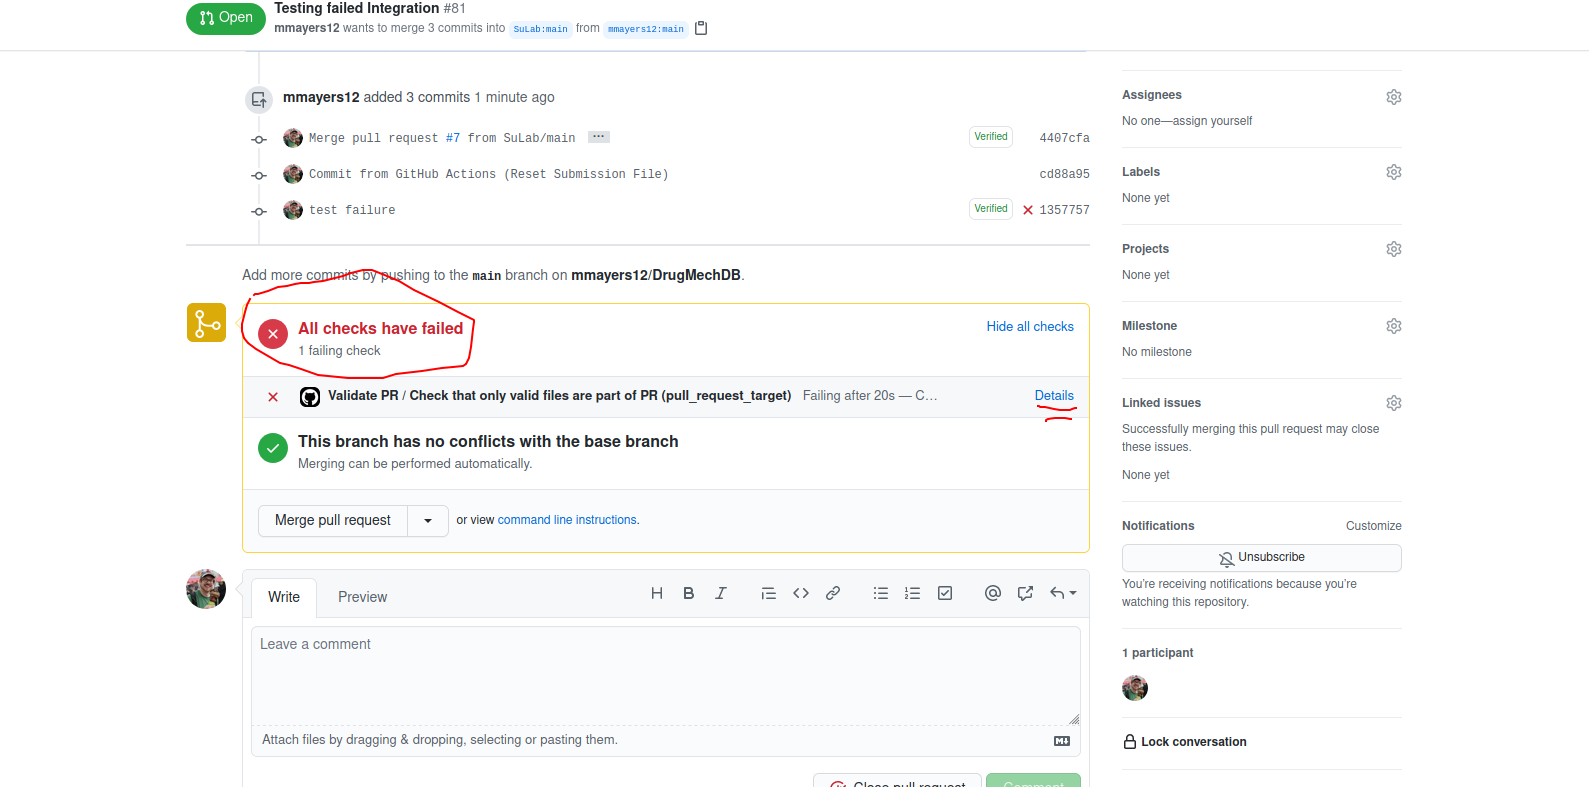 Open
Testing failed Integration #81
mmayers12 wants to merge 3 commits into SuLab:main from mmayers12:main
mmayers12 added 3 commits 1 minute ago
Merge pull request #7 from SuLab/main ... Verified 4407cfa
Commit from GitHub Actions (Reset Submission File) cd88a95
test failure Verified 1357757
Add more commits by pushing to the main branch on mmayers12/DrugMechDB.
All checks have failed
Hide all checks
1 failing check
Validate PR / Check that only valid files are part of PR (pull_request_target) Failing after 20s — C… Details
This branch has no conflicts with the base branch
Merging can be performed automatically.
Merge pull request or view command line instructions.
Write Preview
Leave a comment
Attach files by dragging & dropping, selecting or pasting them.
Close pull request Comment
Assignees
No one—assign yourself
Labels
None yet
Projects
None yet
Milestone
No milestone
Linked issues
Successfully merging this pull request may close
these issues.
None yet
Notifications Customize
Unsubscribe
You're receiving notifications because you're
watching this repository.
1 participant
Lock conversation